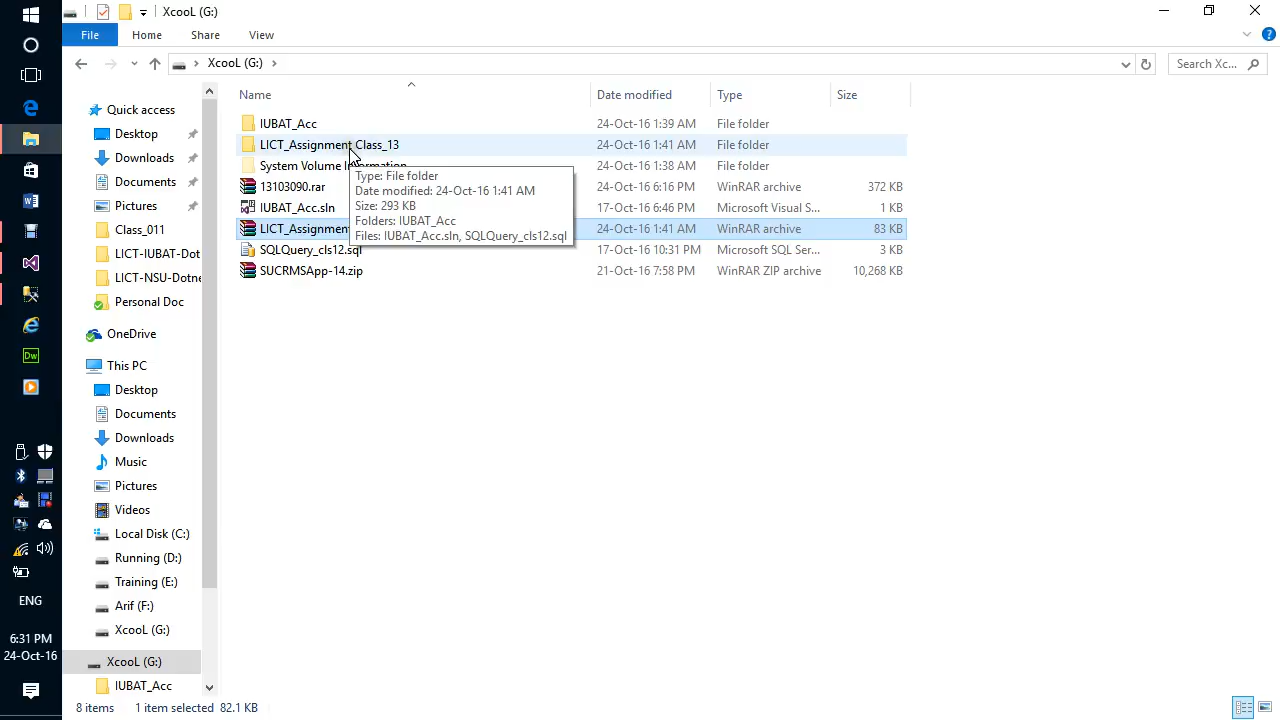 XcooL (G:)
File
Home
Share
View
XcooL (G:)
Search Xc...
Name
Date modified
Type
Size
IUBAT_Acc
24-Oct-16 1:39 AM
File folder
LICT_Assignment Class_13
24-Oct-16 1:41 AM
File folder
System Volume Information
24-Oct-16 1:38 AM
File folder
13103090.rar
24-Oct-16 6:16 PM
WinRAR archive
372 KB
IUBAT_Acc.sln
17-Oct-16 6:46 PM
Microsoft Visual S...
1 KB
LICT_Assignment
24-Oct-16 1:41 AM
WinRAR archive
83 KB
SQLQuery_cls12.sql
17-Oct-16 10:31 PM
Microsoft SQL Ser...
3 KB
SUCRMSApp-14.zip
21-Oct-16 7:58 PM
WinRAR ZIP archive
10,268 KB
Type: File folder
Date modified: 24-Oct-16 1:41 AM
Size: 293 KB
Folders: IUBAT_Acc
Files: IUBAT_Acc.sln, SQLQuery_cls12.sql
Quick access
Desktop
Downloads
Documents
Pictures
Class_011
LICT-IUBAT-Dot
LICT-NSU-Dotne
Personal Doc
OneDrive
This PC
Desktop
Documents
Downloads
Music
Pictures
Videos
Local Disk (C:)
Running (D:)
Training (E:)
Arif (F:)
XcooL (G:)
XcooL (G:)
IUBAT_Acc
Dw
ENG
6:31 PM
24-Oct-16
8 items
1 item selected 82.1 KB